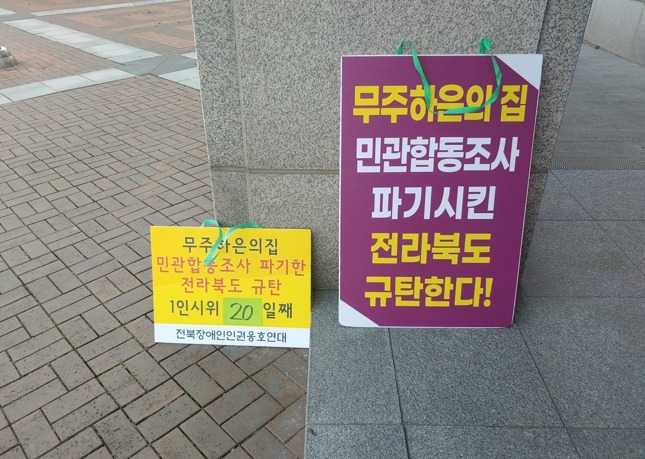 무주하은의집
민관합동조사 파기한
전라북도 규탄
1인시위 20 일째
전북장애인인권옹호연대
무주하은의 집
민관합동조사
파기시킨
전라북도
규탄한다!